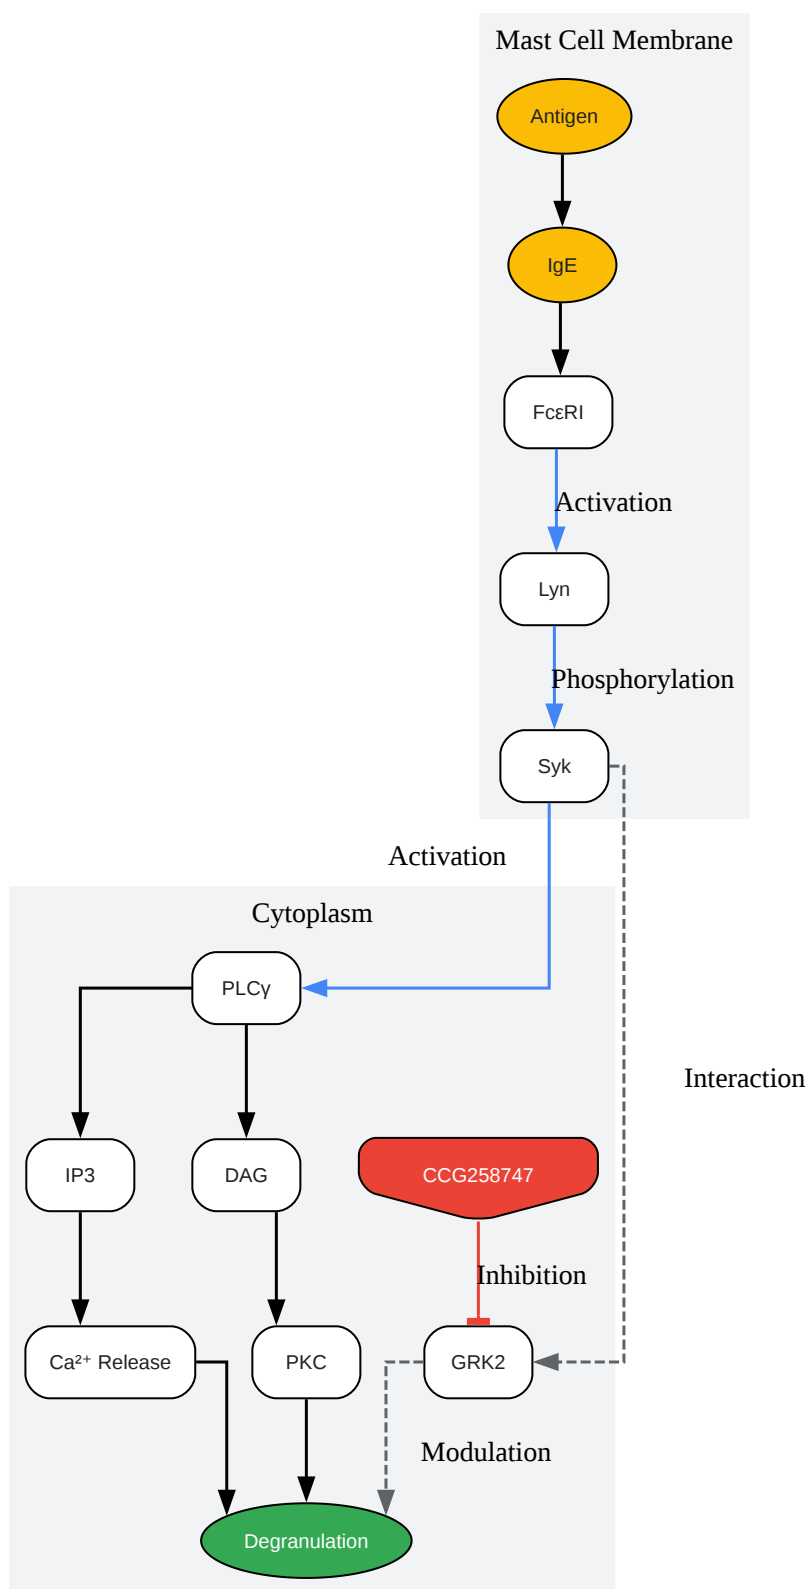 Mast Cell Membrane
Antigen
IgE
FcεRI
Activation
Lyn
Phosphorylation
Syk
Activation
Cytoplasm
PLCγ
Interaction
IP3
DAG
CCG258747
Inhibition
Ca²⁺ Release
PKC
GRK2
Modulation
Degranulation